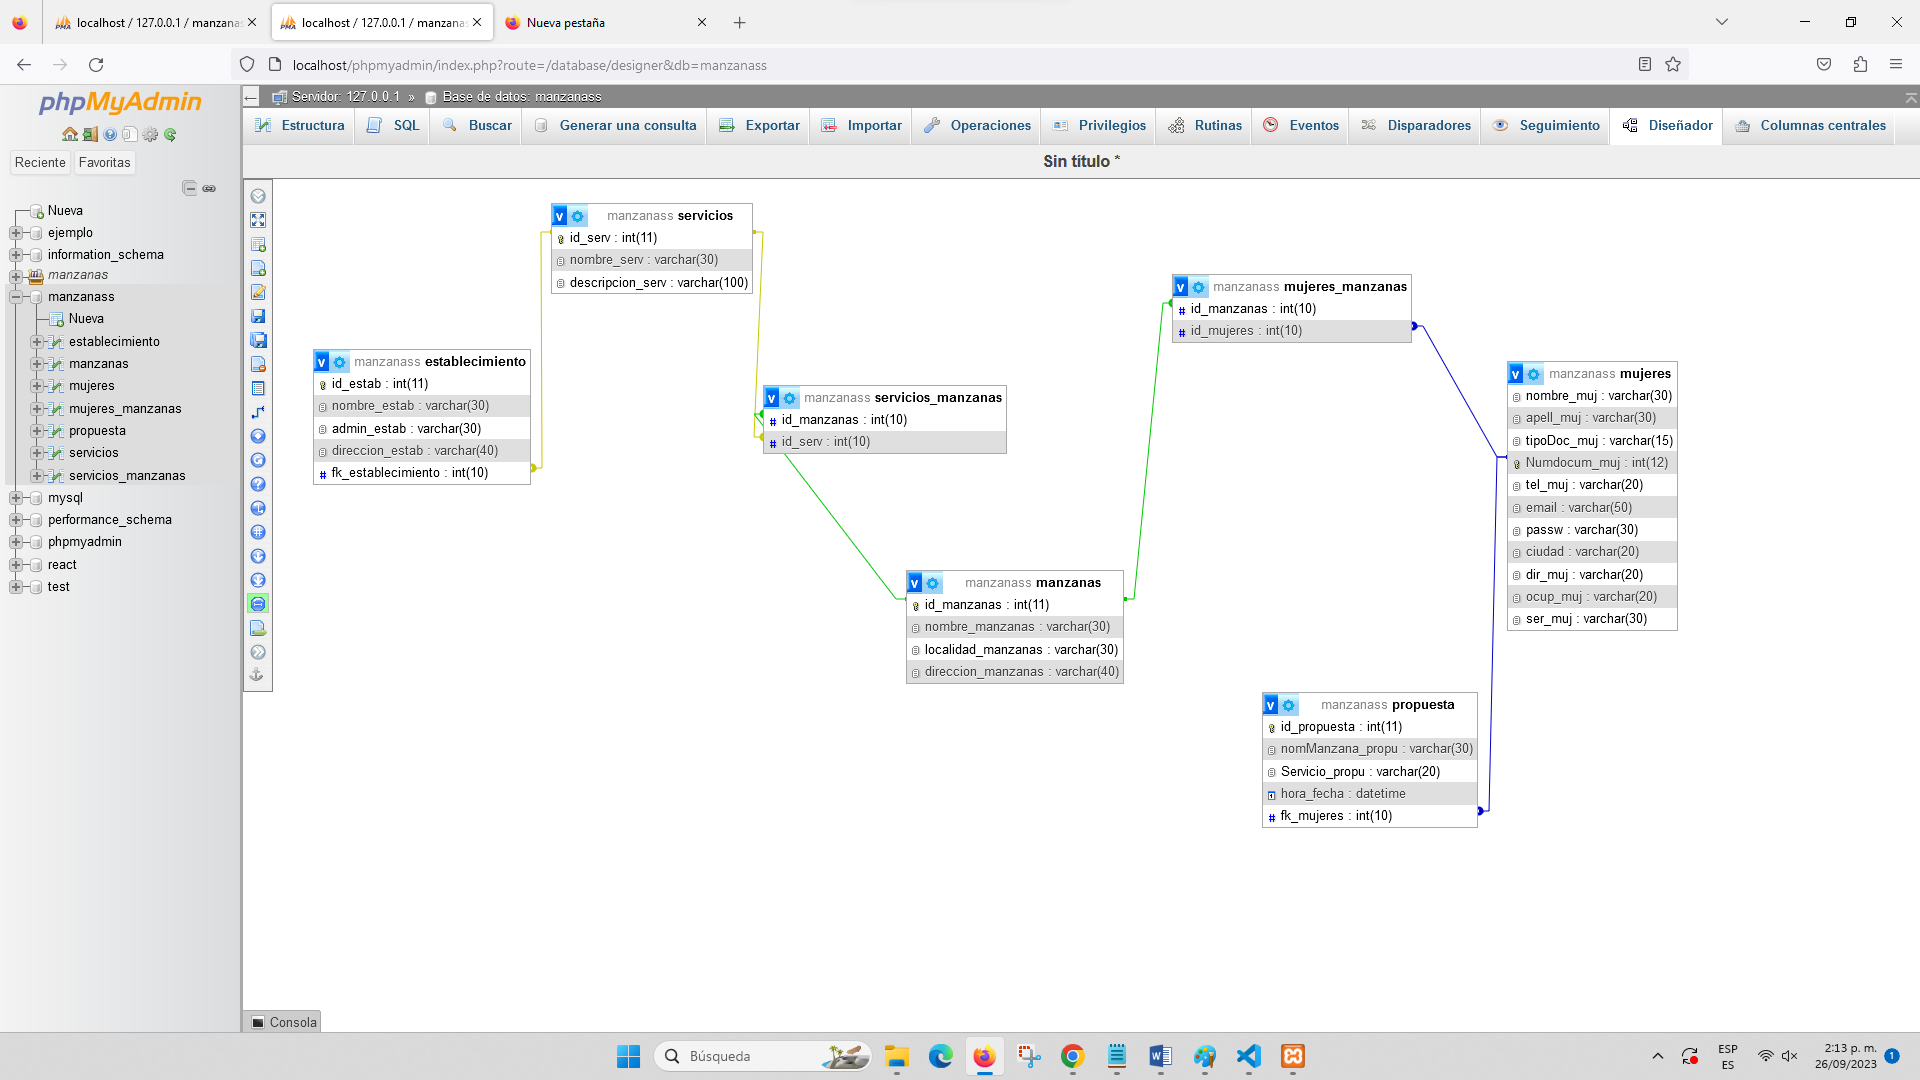 localhost / 127.0.0.1 / manzanas
localhost / 127.0.0.1 / manzanas
Nueva pestaña
localhost/phpmyadmin/index.php?route=/database/designer&db=manzanass
phpMyAdmin
Reciente
Favoritas
Nueva
ejemplo
information_schema
manzanas
manzanass
Nueva
establecimiento
manzanas
mujeres
mujeres_manzanas
propuesta
servicios
servicios_manzanas
mysql
performance_schema
phpmyadmin
react
test
Servidor: 127.0.0.1 » Base de datos: manzanass
Estructura
SQL
Buscar
Generar una consulta
Exportar
Importar
Operaciones
Privilegios
Rutinas
Eventos
Disparadores
Seguimiento
Diseñador
Columnas centrales
Sin título *
v manzanass servicios
id_serv : int(11)
nombre_serv : varchar(30)
descripcion_serv : varchar(100)
v manzanass establecimiento
id_estab : int(11)
nombre_estab : varchar(30)
admin_estab : varchar(30)
direccion_estab : varchar(40)
# fk_establecimiento : int(10)
v manzanass servicios_manzanas
# id_manzanas : int(10)
# id_serv : int(10)
v manzanass manzanas
id_manzanas : int(11)
nombre_manzanas : varchar(30)
localidad_manzanas : varchar(30)
direccion_manzanas : varchar(40)
v manzanass mujeres_manzanas
# id_manzanas : int(10)
# id_mujeres : int(10)
v manzanass mujeres
nombre_muj : varchar(30)
apell_muj : varchar(30)
tipoDoc_muj : varchar(15)
Numdocum_muj : int(12)
tel_muj : varchar(20)
email : varchar(50)
passw : varchar(30)
ciudad : varchar(20)
dir_muj : varchar(20)
ocup_muj : varchar(20)
ser_muj : varchar(30)
v manzanass propuesta
id_propuesta : int(11)
nomManzana_propu : varchar(30)
Servicio_propu : varchar(20)
hora_fecha : datetime
# fk_mujeres : int(10)
Consola
Búsqueda
ESP
ES
2:13 p. m.
26/09/2023
1